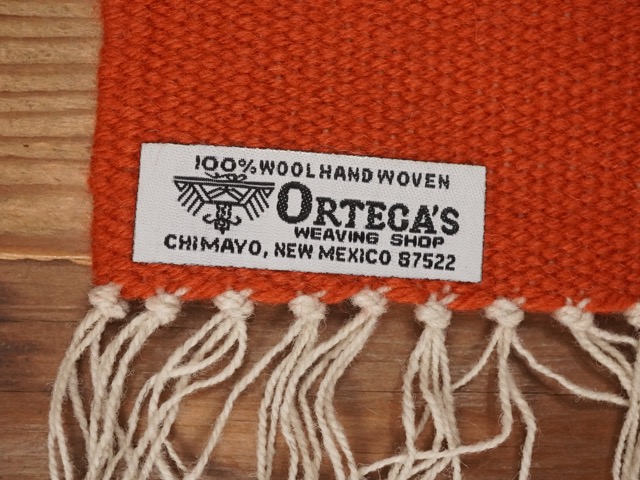 100% WOOL HAND WOVEN
ORTEGA'S
WEAVING SHOP
CHIMAYO, NEW MEXICO 87522